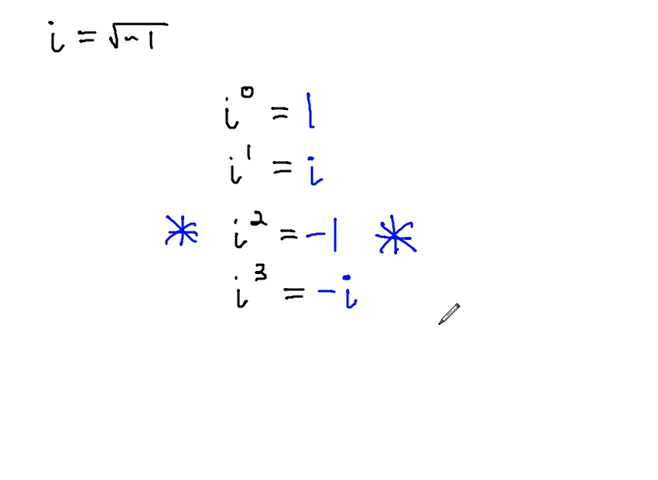 i = √-1
i⁰ = 1
i¹ = i
* i² = -1 *
i³ = -i